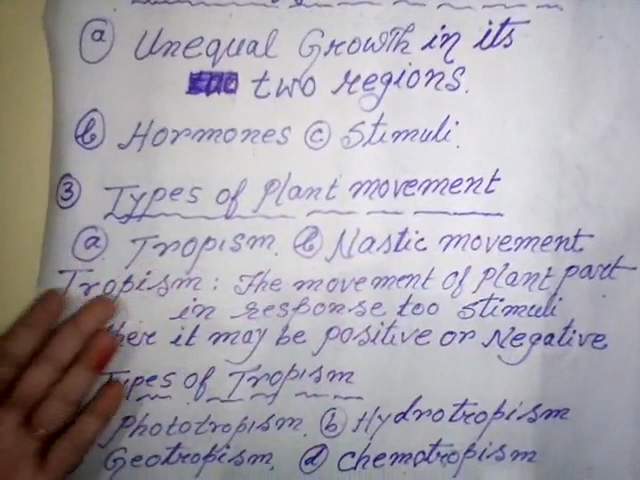 (a) Unequal Growth in its
two regions.
(b) Hormones (c) Stimuli.
(3) Types of Plant movement
(a) Tropism. (b) Nastic movement
Tropism: The movement of Plant part
in response too Stimuli
it may be positive or Negative
Types of Tropism
Phototropism. (b) Hydrotropism
Geotropism. (d) Chemotropism